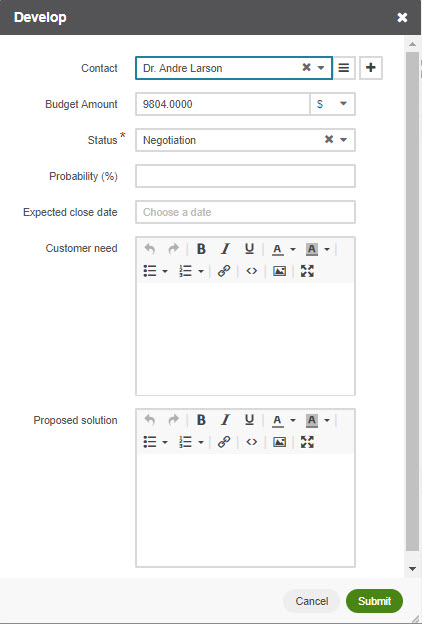 Develop
Contact Dr. Andre Larson
Budget Amount 9804.0000 $
Status * Negotiation
Probability (%)
Expected close date Choose a date
Customer need
B I U A A
Proposed solution
B I U A A
Cancel Submit